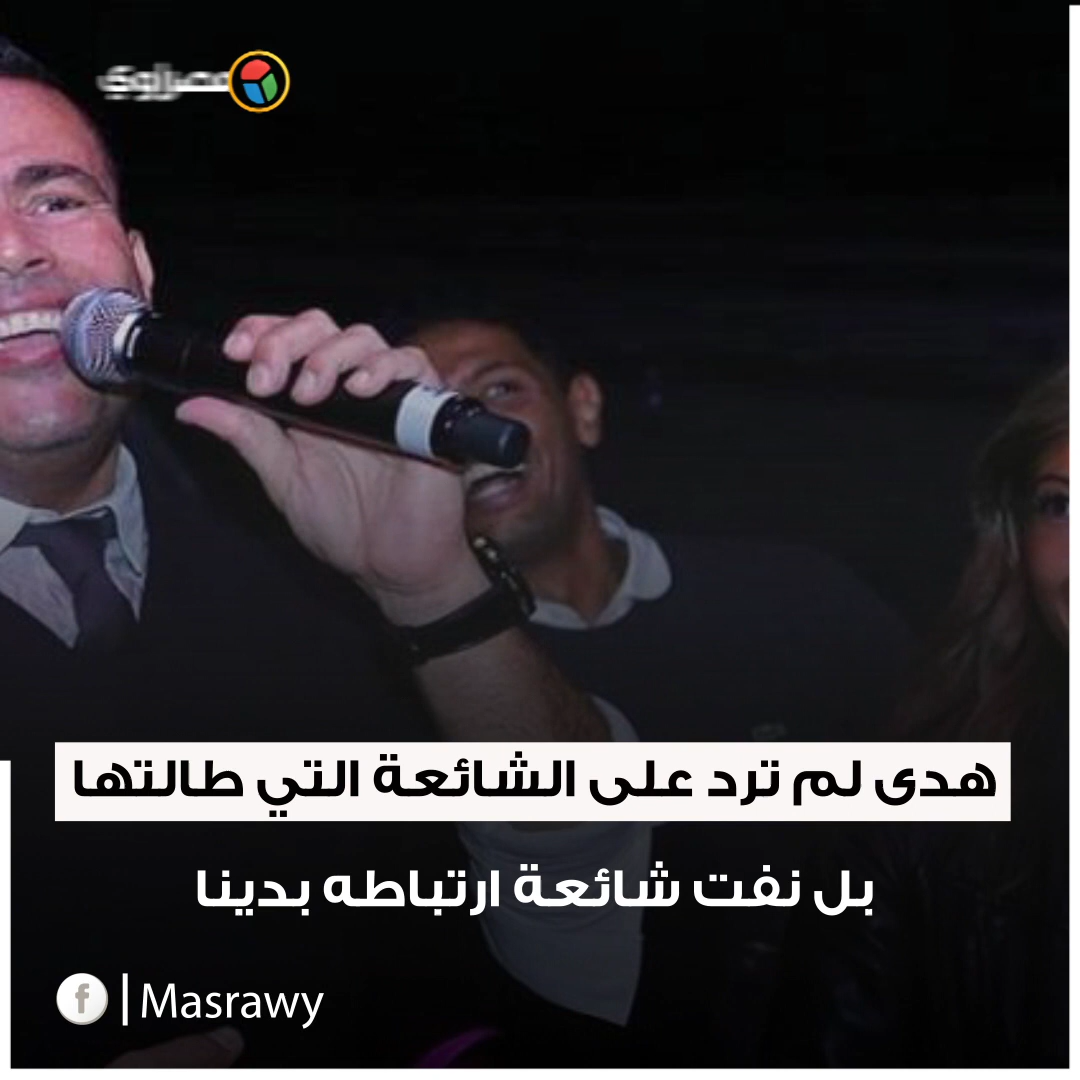 مصراوي
هدى لم ترد على الشائعة التي طالتها
بل نفت شائعة ارتباطه بدينا
f | Masrawy